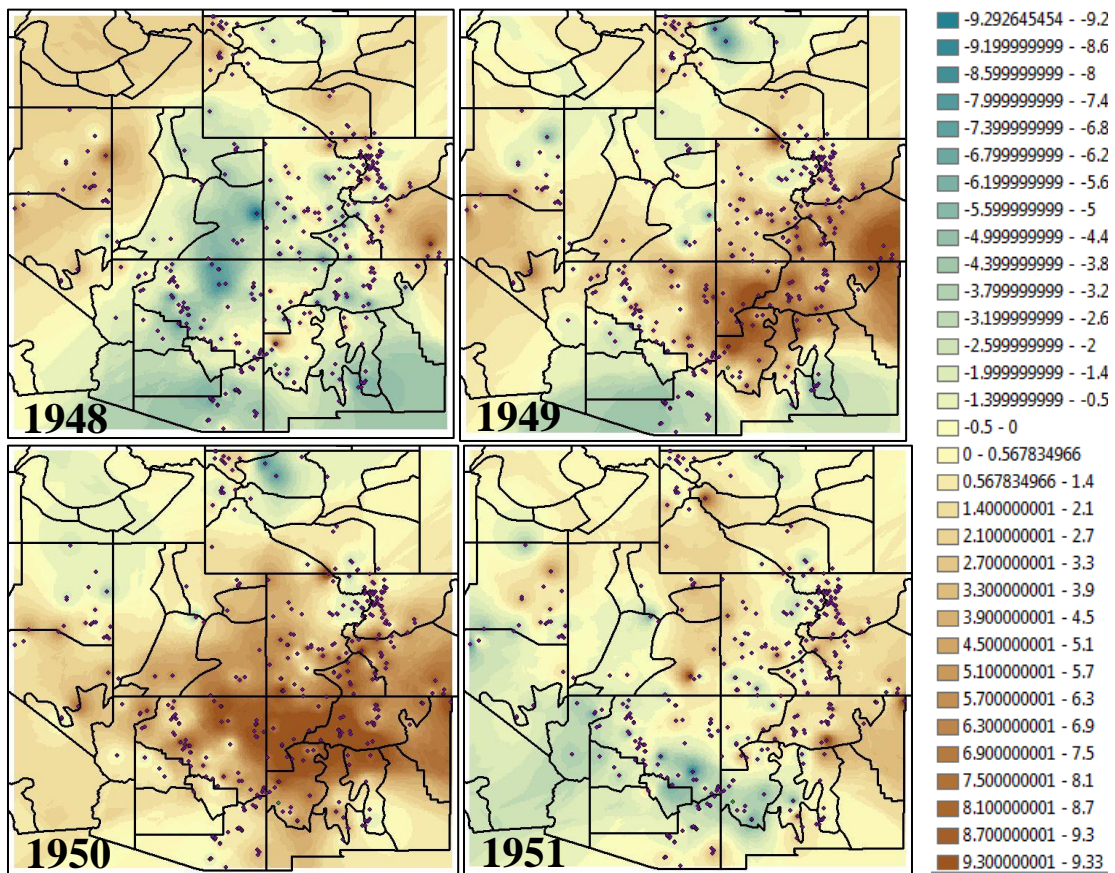 1948
1949
1950
1951
-9.292645454 - -9.2
-9.199999999 - -8.6
-8.599999999 - -8
-7.999999999 - -7.4
-7.399999999 - -6.8
-6.799999999 - -6.2
-6.199999999 - -5.6
-5.599999999 - -5
-4.999999999 - -4.4
-4.399999999 - -3.8
-3.799999999 - -3.2
-3.199999999 - -2.6
-2.599999999 - -2
-1.999999999 - -1.4
-1.399999999 - -0.5
-0.5 - 0
0 - 0.567834966
0.567834966 - 1.4
1.400000001 - 2.1
2.100000001 - 2.7
2.700000001 - 3.3
3.300000001 - 3.9
3.900000001 - 4.5
4.500000001 - 5.1
5.100000001 - 5.7
5.700000001 - 6.3
6.300000001 - 6.9
6.900000001 - 7.5
7.500000001 - 8.1
8.100000001 - 8.7
8.700000001 - 9.3
9.300000001 - 9.33